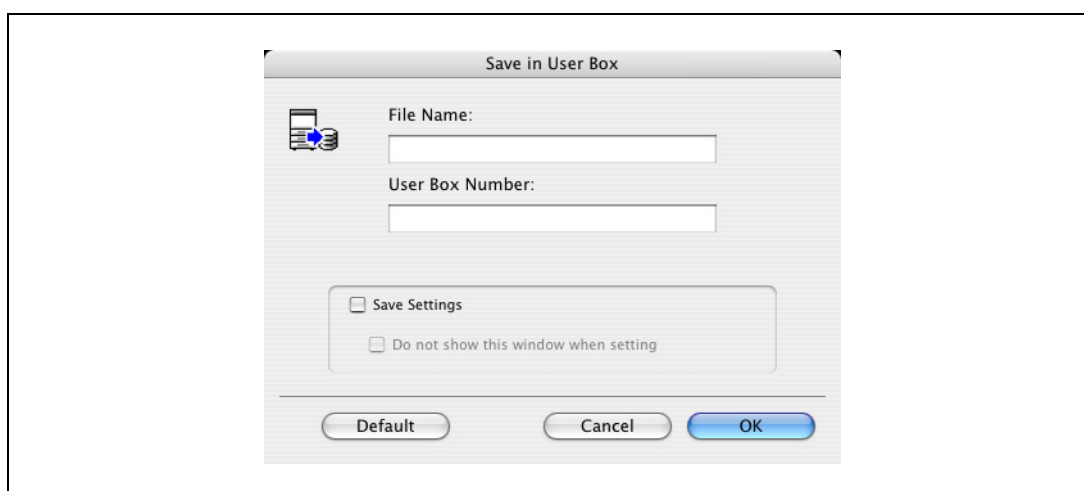 Save in User Box
File Name:
User Box Number:
Save Settings
Do not show this window when setting
Default Cancel OK